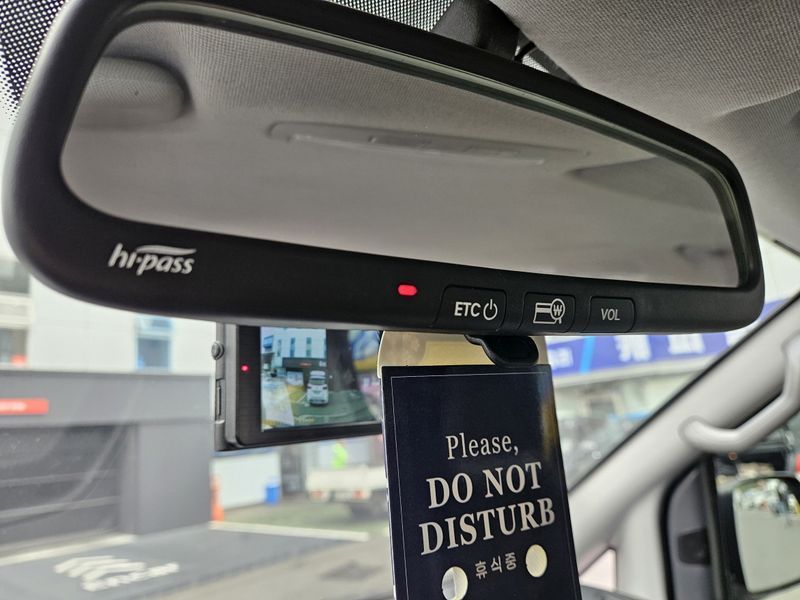 hi-pass
ETC
W
VOL
Please,
DO NOT
DISTURB
휴식중